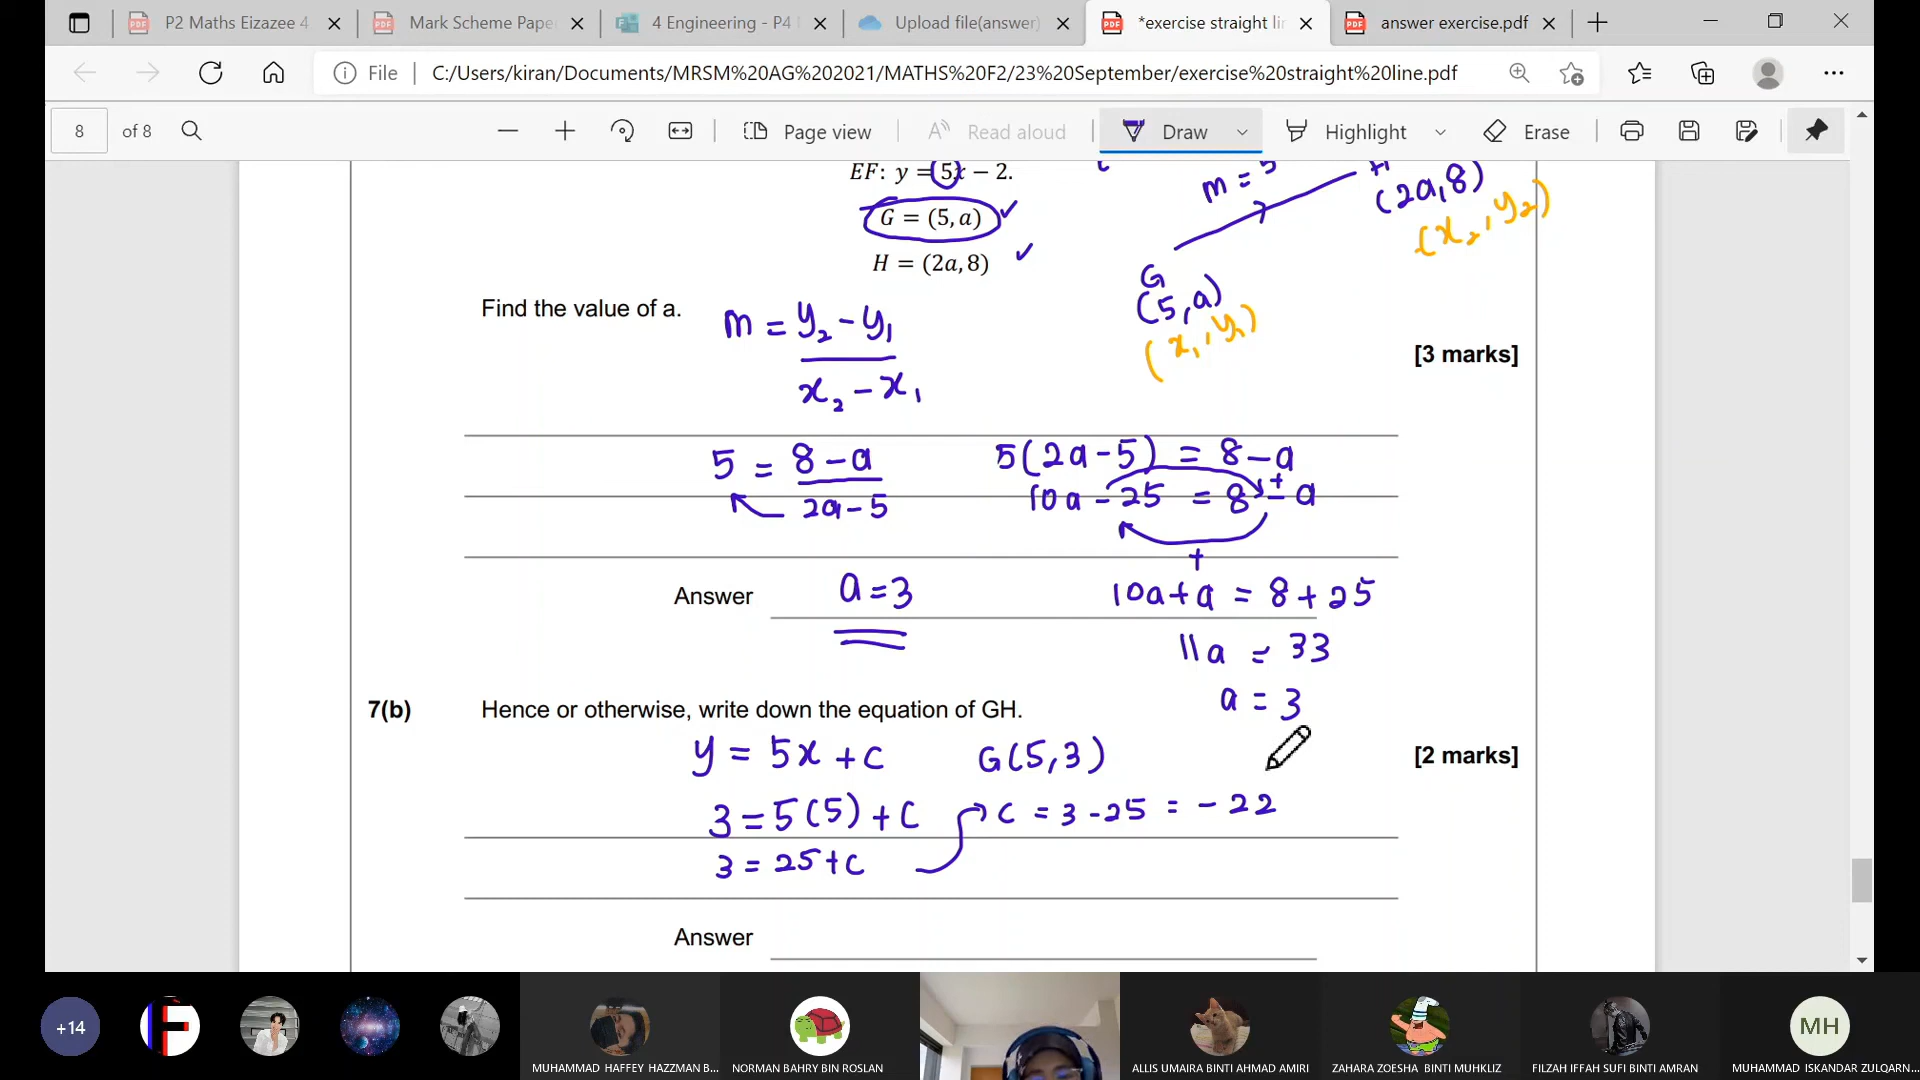 P2 Maths Eizazee 4
Mark Scheme Pape
4 Engineering - P4
Upload file(answer)
*exercise straight li
answer exercise.pdf
File
C:/Users/kiran/Documents/MRSM%20AG%202021/MATHS%20F2/23%20September/exercise%20straight%20line.pdf
8
of 8
Page view
Read aloud
Draw
Highlight
Erase
EF: y = 5x − 2.
m = 5
H
(2a,8)
(x₂, y₂)
G = (5, a)
H = (2a, 8)
G
(5,a)
(x₁, y₁)
Find the value of a.
m = y₂ - y₁
x₂ - x₁
[3 marks]
5 = 8-a
2a-5
5(2a-5) = 8-a
10a-25 = 8-a
+
+
Answer
a=3
10a+a = 8+25
11a = 33
a = 3
7(b)
Hence or otherwise, write down the equation of GH.
y = 5x + c
G(5,3)
[2 marks]
3 = 5(5) + c
c = 3-25 = -22
3 = 25+c
Answer
+14
MUHAMMAD HAFFEY HAZZMAN B...
NORMAN BAHRY BIN ROSLAN
ALLIS UMAIRA BINTI AHMAD AMIRI
ZAHARA ZOESHA BINTI MUHKLIZ
FILZAH IFFAH SUFI BINTI AMRAN
MH
MUHAMMAD ISKANDAR ZULQARN...